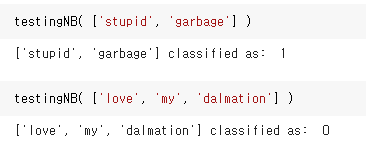 testingNB( ['stupid', 'garbage'] )
['stupid', 'garbage'] classified as:  1
testingNB( ['love', 'my', 'dalmation'] )
['love', 'my', 'dalmation'] classified as:  0